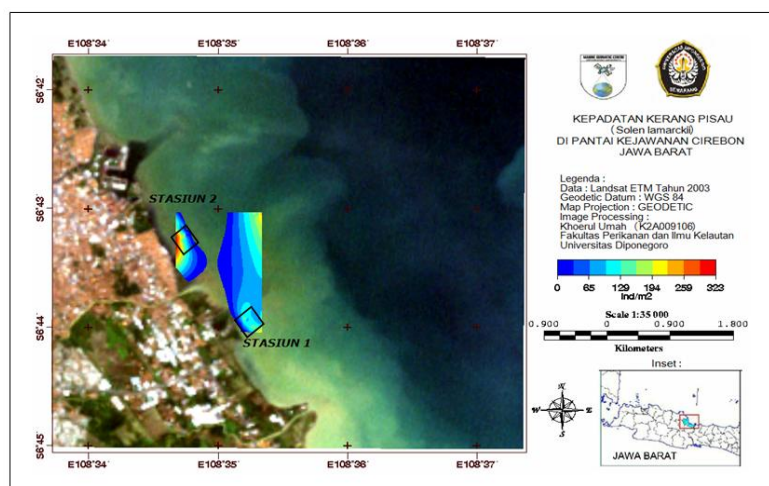 E108°34´ E108°35´ E108°36´ E108°37´
S6°42´
S6°43´
S6°44´
S6°45´
STASIUN 2
STASIUN 1
E108°34´ E108°35´ E108°36´ E108°37´
UNIVERSITAS DIPONEGORO
SEMARANG
KEPADATAN KERANG PISAU
(Solen lamarckii)
DI PANTAI KEJAWANAN CIREBON
JAWA BARAT
Legenda :
Data : Landsat ETM Tahun 2003
Geodetic Datum : WGS 84
Map Projection : GEODETIC
Image Processing :
Khoerul Umah (K2A009106)
Fakultas Perikanan dan Ilmu Kelautan
Universitas Diponegoro
0 65 129 194 259 323
Ind/m2
Scale 1:35 000
0.900 0 0.900 1.800
Kilometers
N
W E
S
Inset :
JAWA BARAT